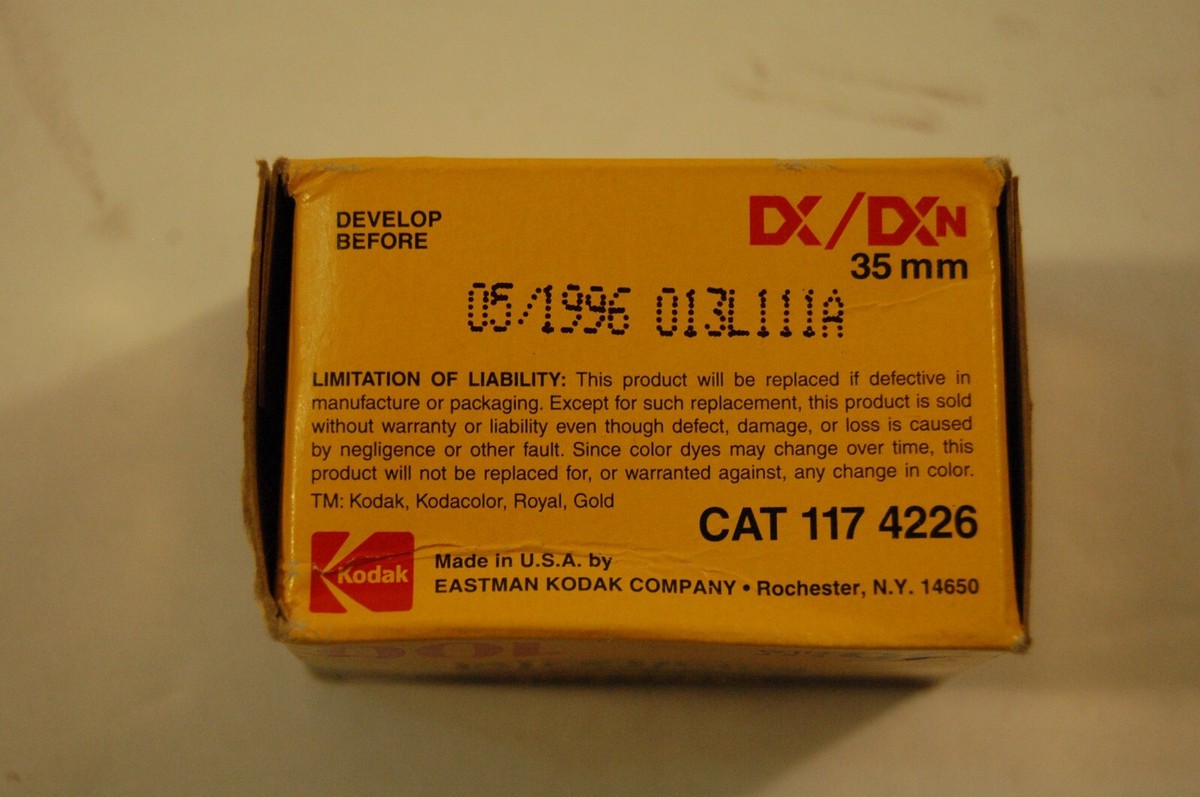 DEVELOP
BEFORE
DX/DXN
35 mm
05/1996 013L111A
LIMITATION OF LIABILITY: This product will be replaced if defective in
manufacture or packaging. Except for such replacement, this product is sold
without warranty or liability even though defect, damage, or loss is caused
by negligence or other fault. Since color dyes may change over time, this
product will not be replaced for, or warranted against, any change in color.
TM: Kodak, Kodacolor, Royal, Gold
CAT 117 4226
Kodak
Made in U.S.A. by
EASTMAN KODAK COMPANY • Rochester, N.Y. 14650